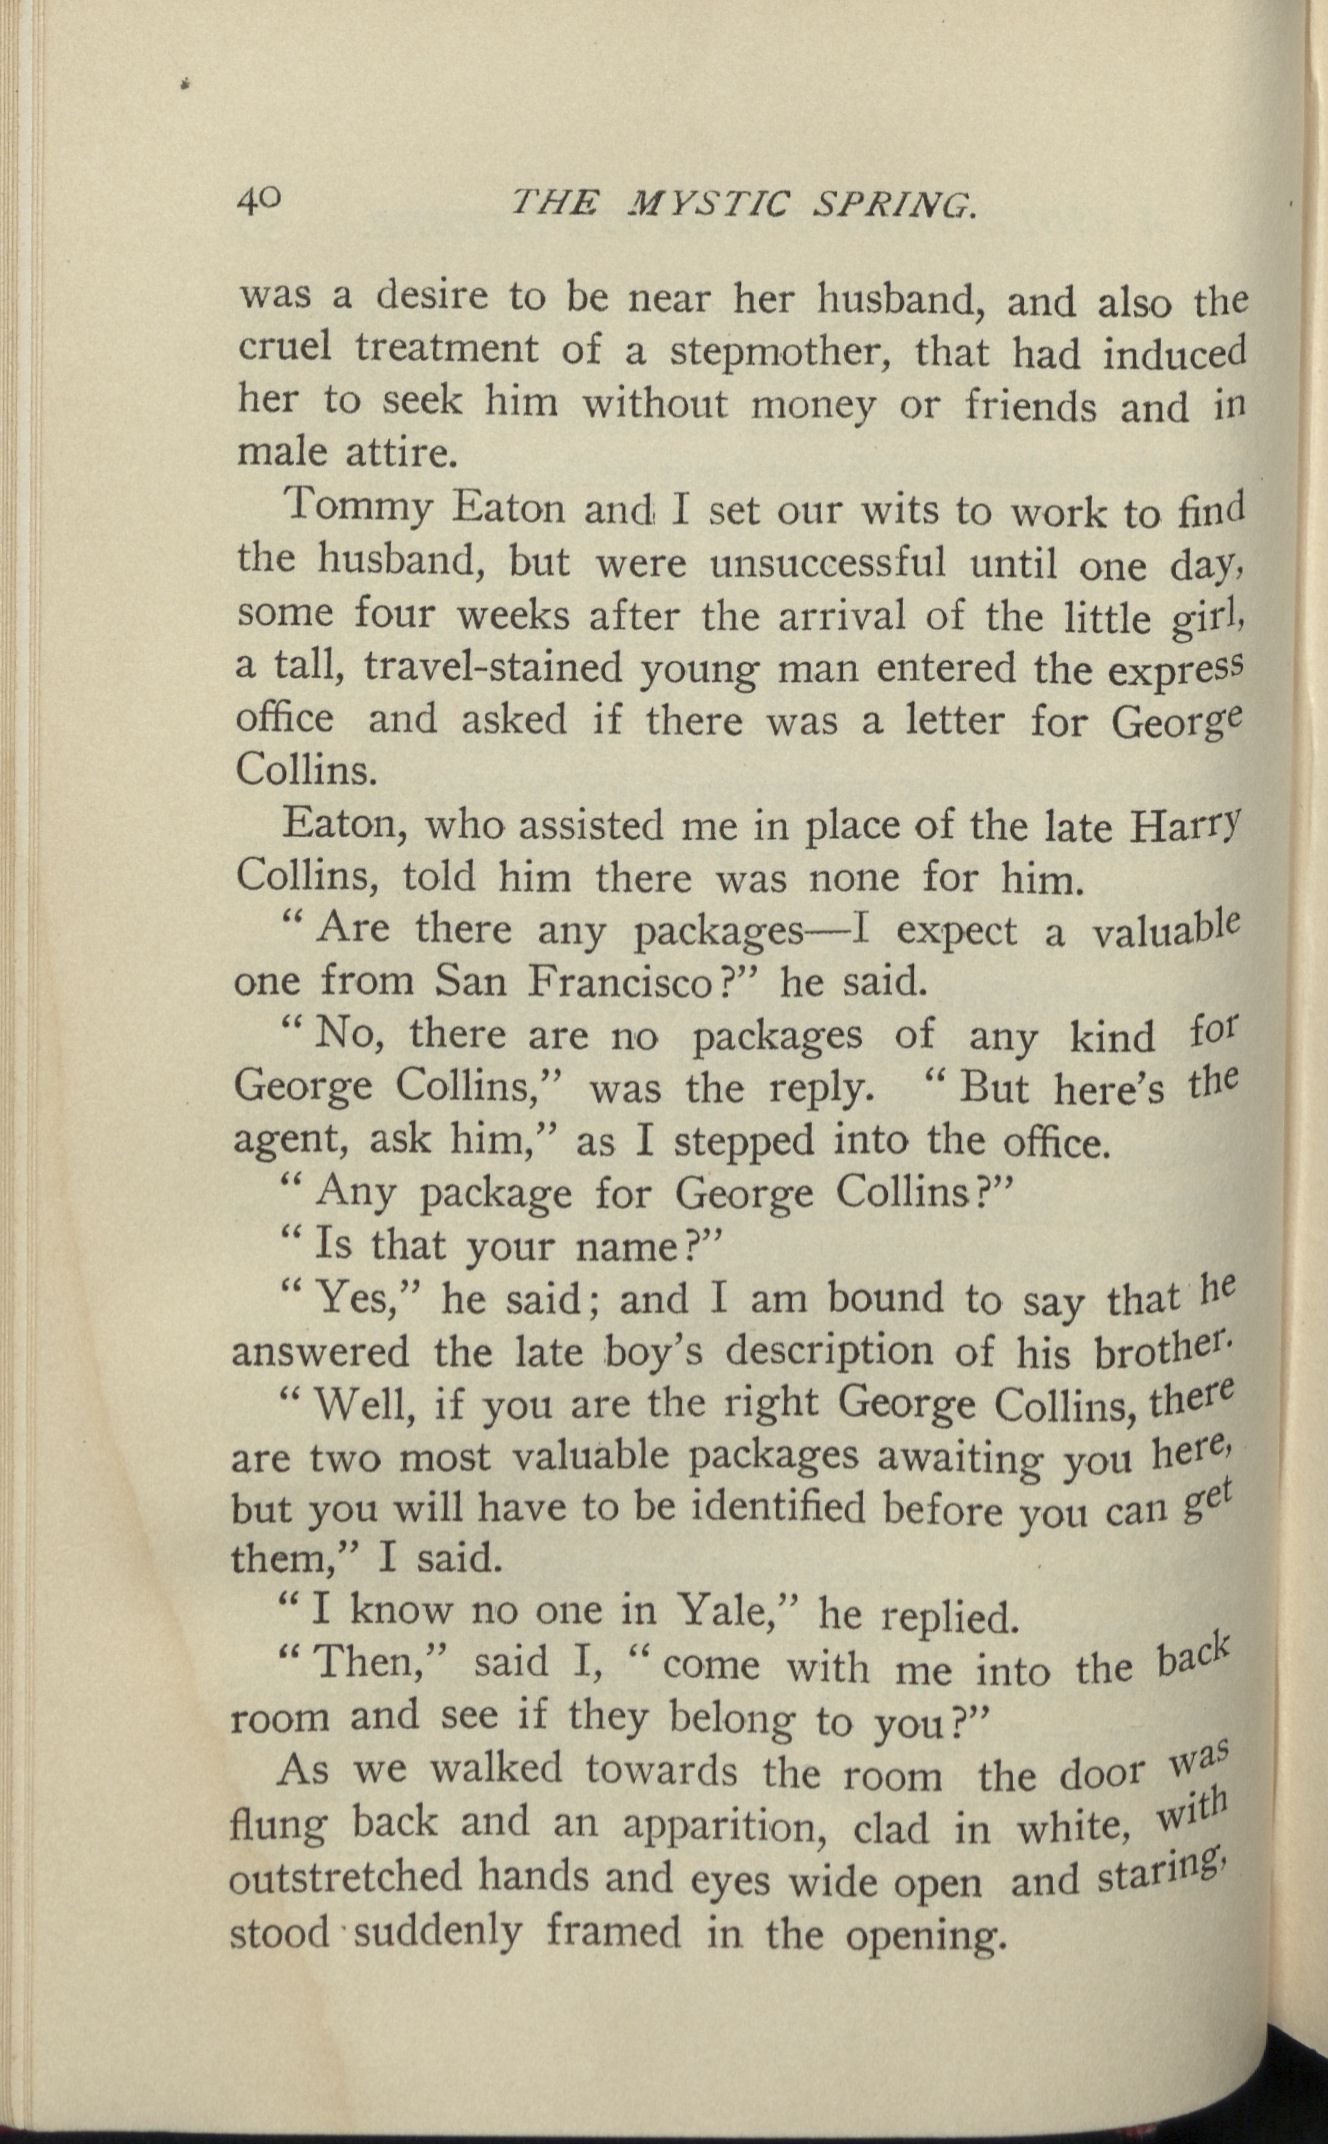 40 THE MYSTIC SPRING.
was a desire to be near her husband, and also the
cruel treatment of a stepmother, that had induced
her to seek him without money or friends and in
male attire.
Tommy Eaton and I set our wits to work to find
the husband, but were unsuccessful until one day,
some four weeks after the arrival of the little girl,
a tall, travel-stained young man entered the express
office and asked if there was a letter for George
Collins.
Eaton, who assisted me in place of the late Harry
Collins, told him there was none for him.
“ Are there any packages—I expect a valuable
one from San Francisco?” he said.
“ No, there are no packages of any kind for
George Collins,” was the reply. “ But here’s the
agent, ask him,” as I stepped into the office.
“ Any package for George Collins?”
“ Is that your name?”
“ Yes,” he said; and I am bound to say that he
answered the late boy’s description of his brother.
“ Well, if you are the right George Collins, there
are two most valuable packages awaiting you here,
but you will have to be identified before you can get
them,” I said.
“ I know no one in Yale,” he replied.
“ Then,” said I, “ come with me into the back
room and see if they belong to you?”
As we walked towards the room the door was
flung back and an apparition, clad in white, with
outstretched hands and eyes wide open and staring,
stood suddenly framed in the opening.